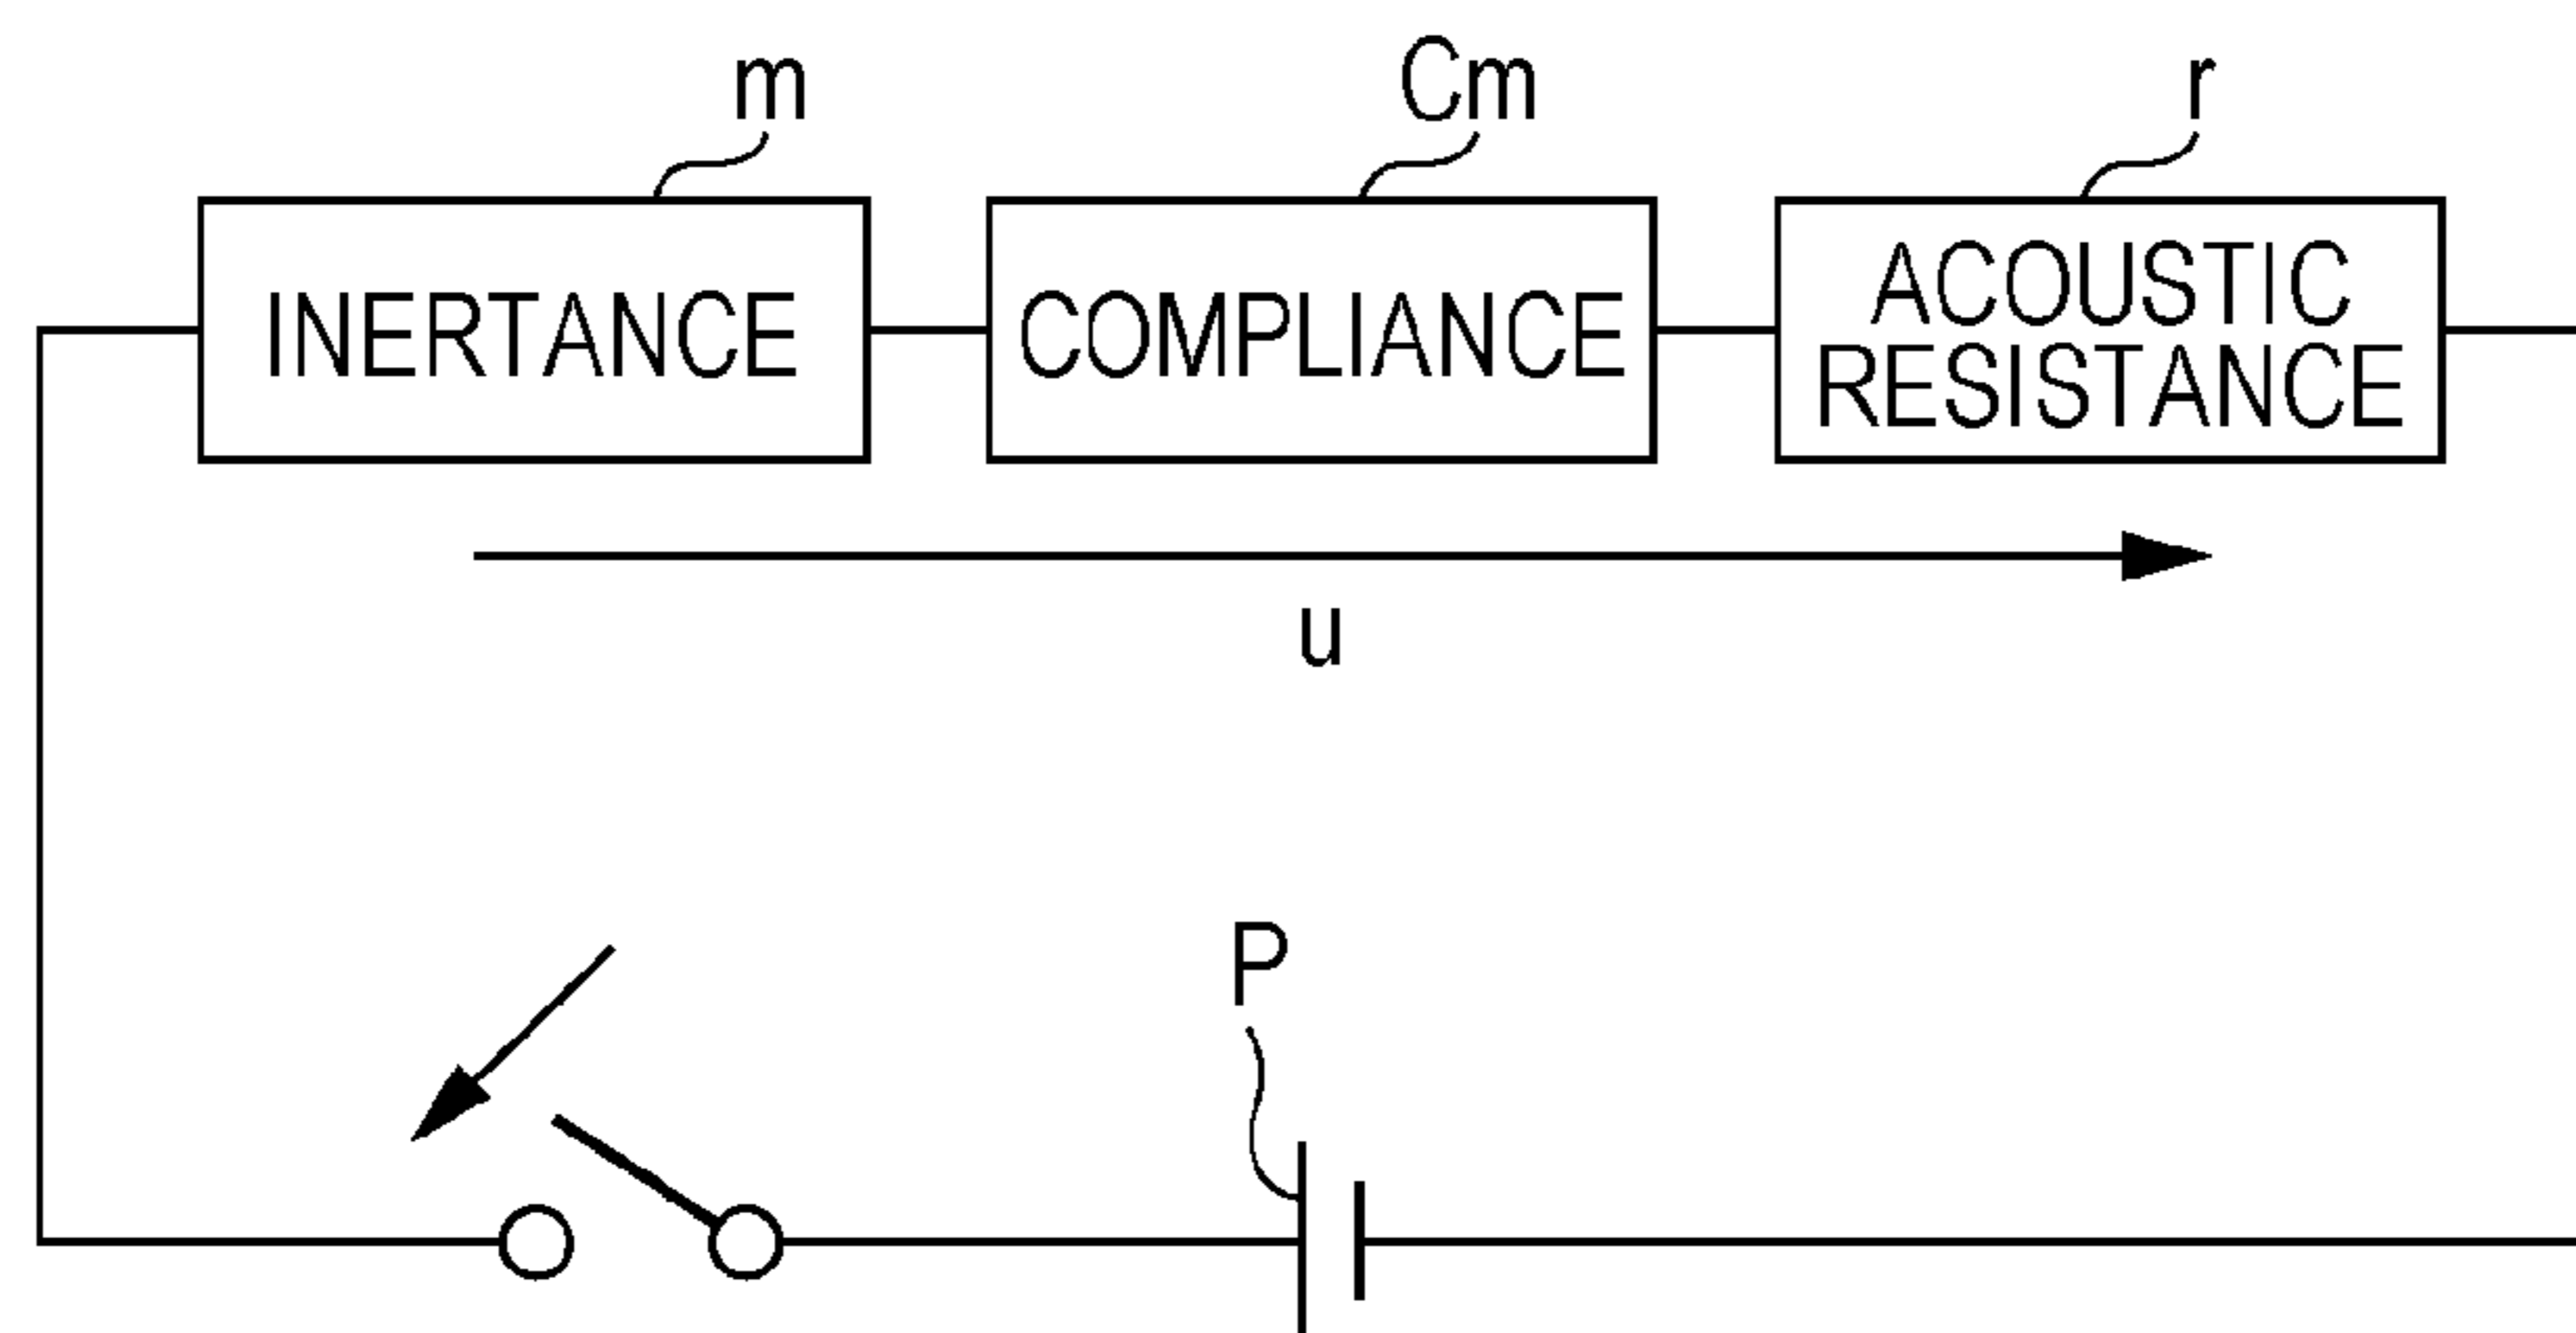 m
Cm
r
INERTANCE
COMPLIANCE
ACOUSTIC
RESISTANCE
u
P